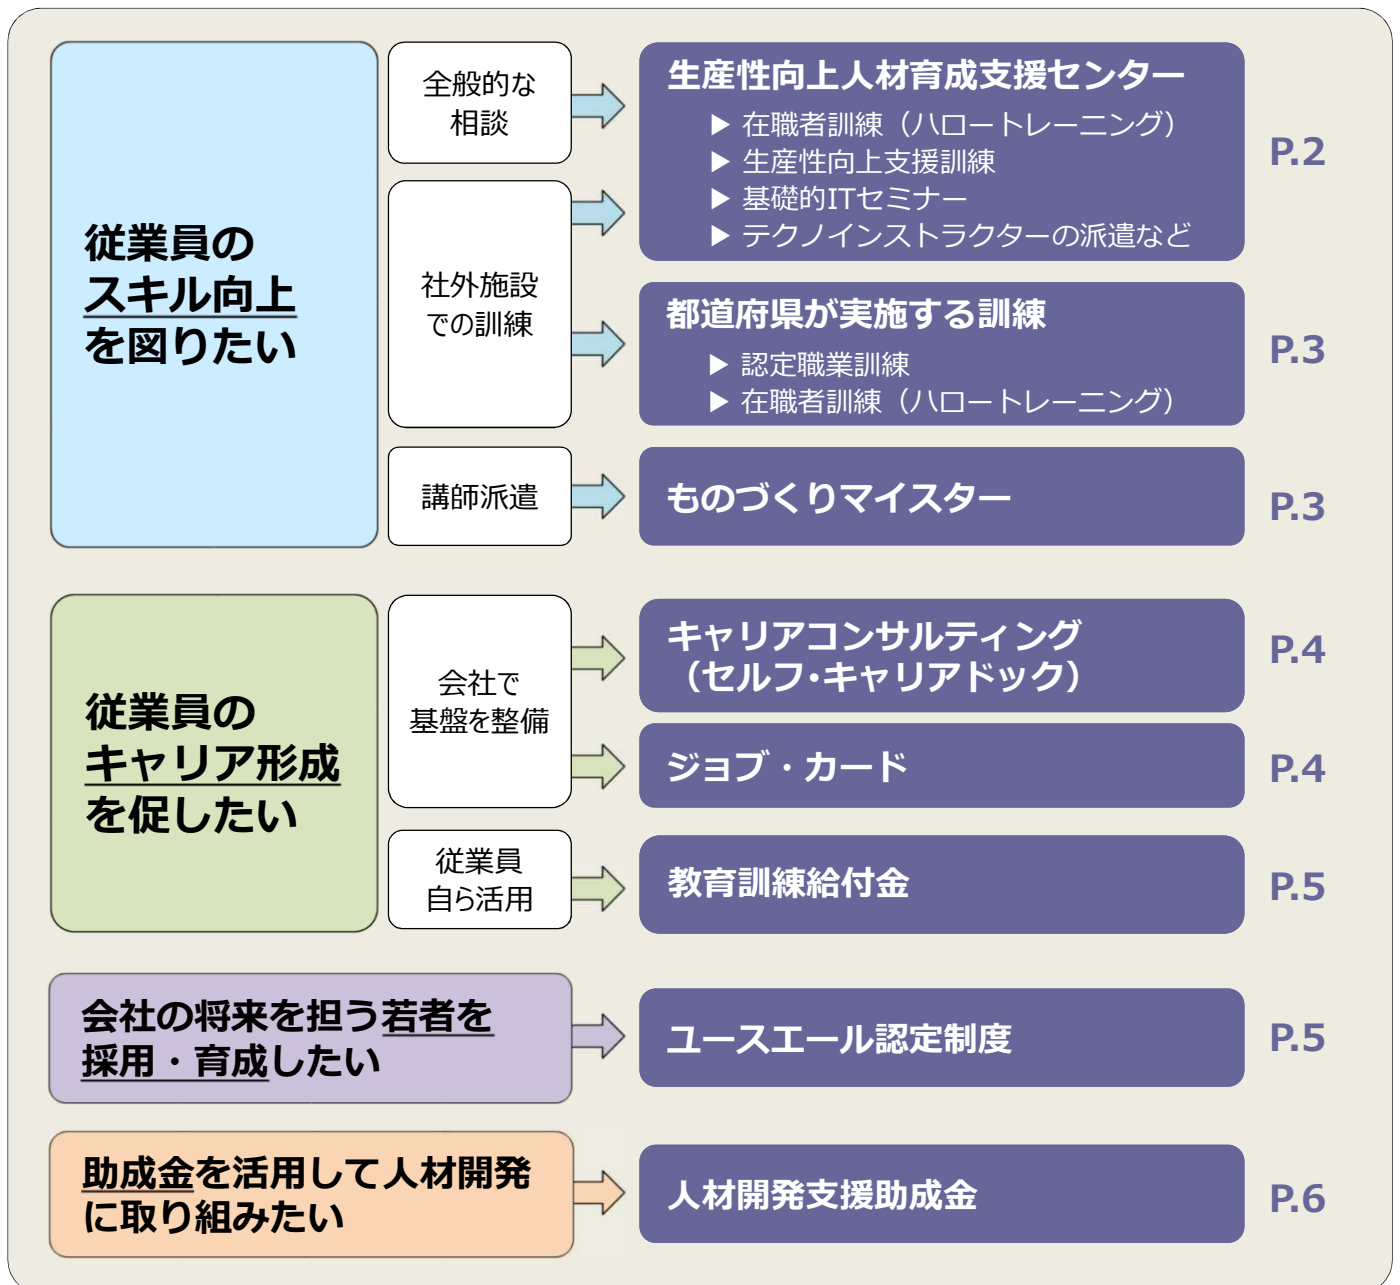 従業員の
スキル向上
を図りたい
全般的な
相談
社外施設
での訓練
講師派遣
生産性向上人材育成支援センター
▶ 在職者訓練（ハロートレーニング）
▶ 生産性向上支援訓練
▶ 基礎的ITセミナー
▶ テクノインストラクターの派遣など
P.2
都道府県が実施する訓練
▶ 認定職業訓練
▶ 在職者訓練（ハロートレーニング）
P.3
ものづくりマイスター
P.3
従業員の
キャリア形成
を促したい
会社で
基盤を整備
従業員
自ら活用
キャリアコンサルティング
（セルフ・キャリアドック）
P.4
ジョブ・カード
P.4
教育訓練給付金
P.5
会社の将来を担う若者を
採用・育成したい
ユースエール認定制度
P.5
助成金を活用して人材開発
に取り組みたい
人材開発支援助成金
P.6